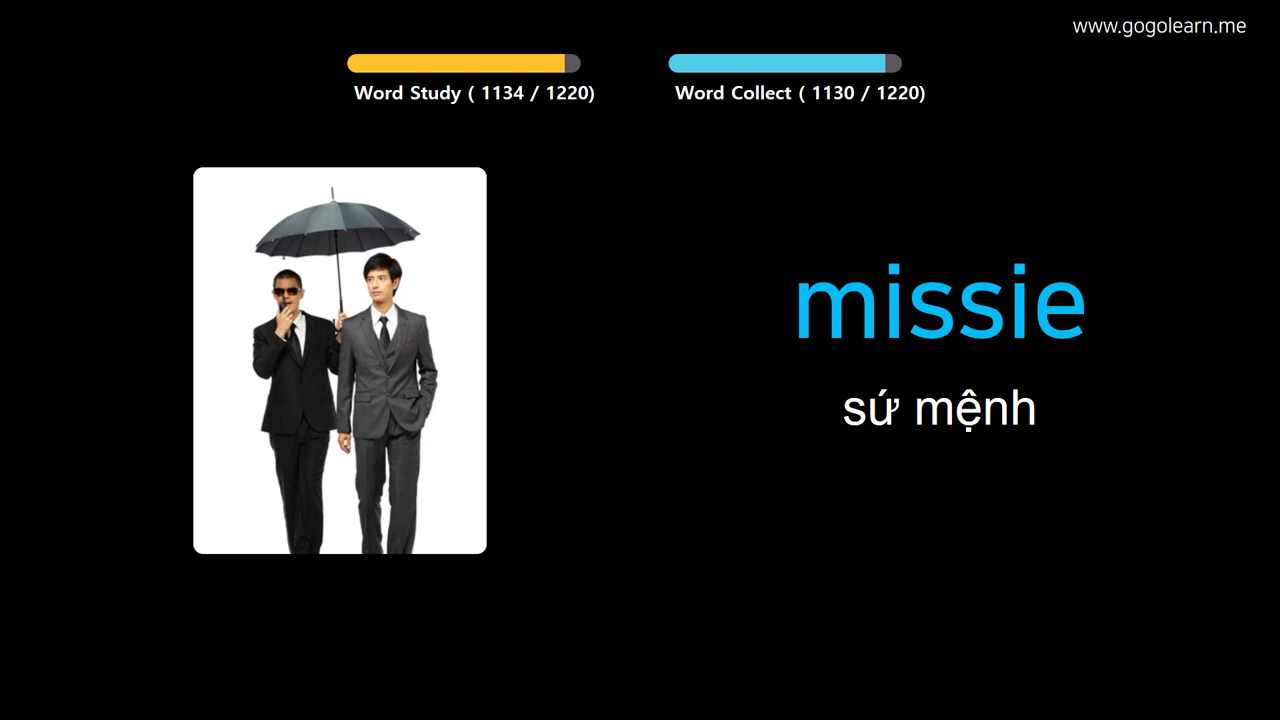 www.gogolearn.me
Word Study ( 1134 / 1220)
Word Collect ( 1130 / 1220)
missie
sứ mệnh